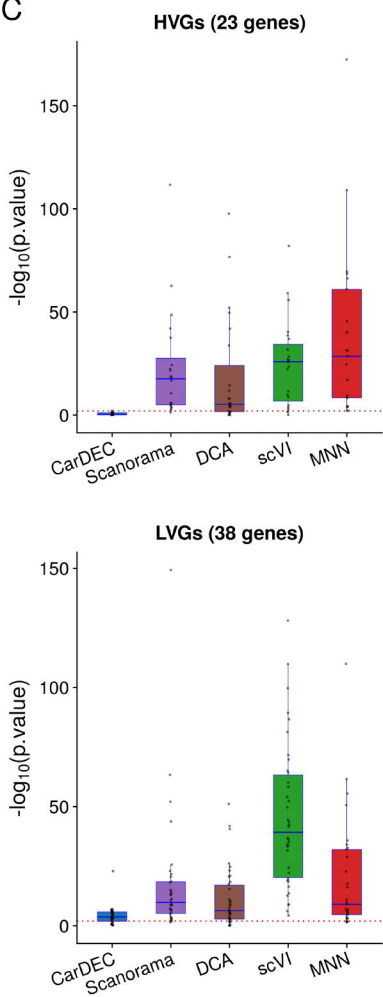 C
HVGs (23 genes)
-log10(p.value)
150
100
50
0
CarDEC Scanorama DCA scVI MNN
LVGs (38 genes)
-log10(p.value)
150
100
50
0
CarDEC Scanorama DCA scVI MNN